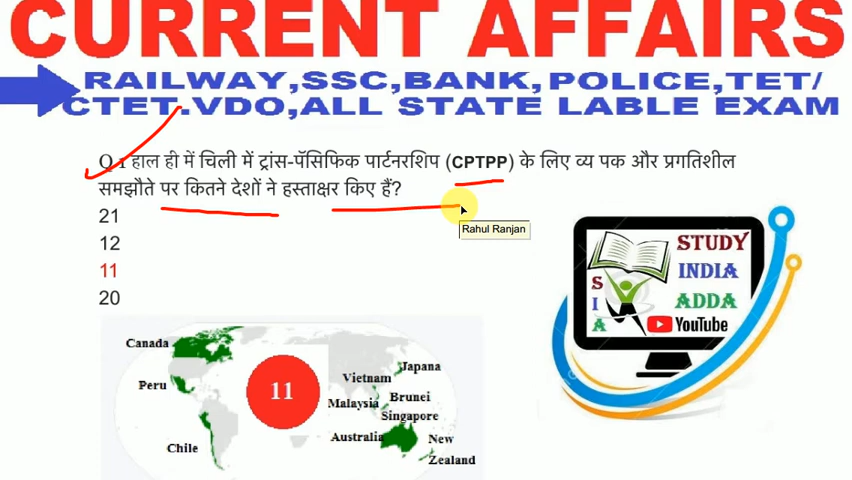 CURRENT AFFAIRS
RAILWAY,SSC,BANK,POLICE,TET/
CTET.VDO,ALL STATE LABLE EXAM
Q 1 हाल ही में चिली में ट्रांस-पॅसिफिक पार्टनरशिप (CPTPP) के लिए व्य पक और प्रगतिशील
समझौते पर कितने देशों ने हस्ताक्षर किए हैं?
Rahul Ranjan
21
12
11
20
Canada
Peru
Chile
11
Japana
Vietnam
Brunei
Malaysia
Singapore
Australia
New
Zealand
STUDY
INDIA
ADDA
YouTube
S
I
A